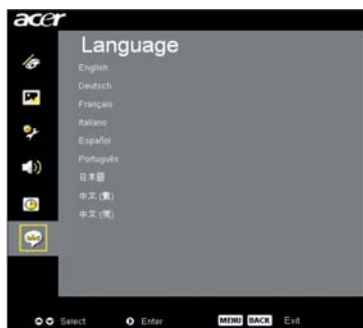 acer
Language
English
Deutsch
Français
Italiano
Español
Português
日本語
中文 (繁)
中文 (简)
Select Enter MENU BACK Exit